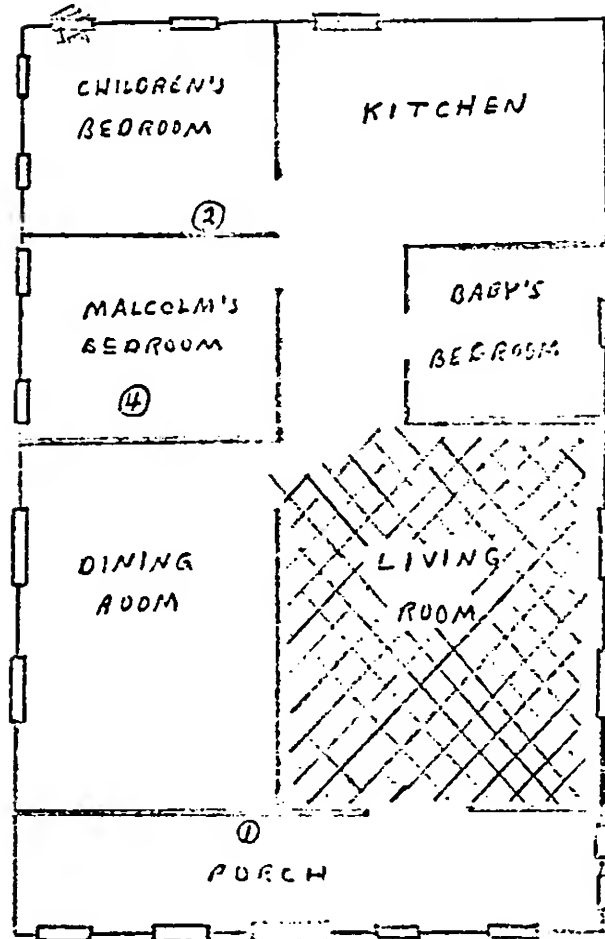 CHILDREN'S
BEDROOM
KITCHEN
②
MALCOLM'S
BEDROOM
④
BABY'S
BEDROOM
DINING
ROOM
LIVING
ROOM
①
PORCH